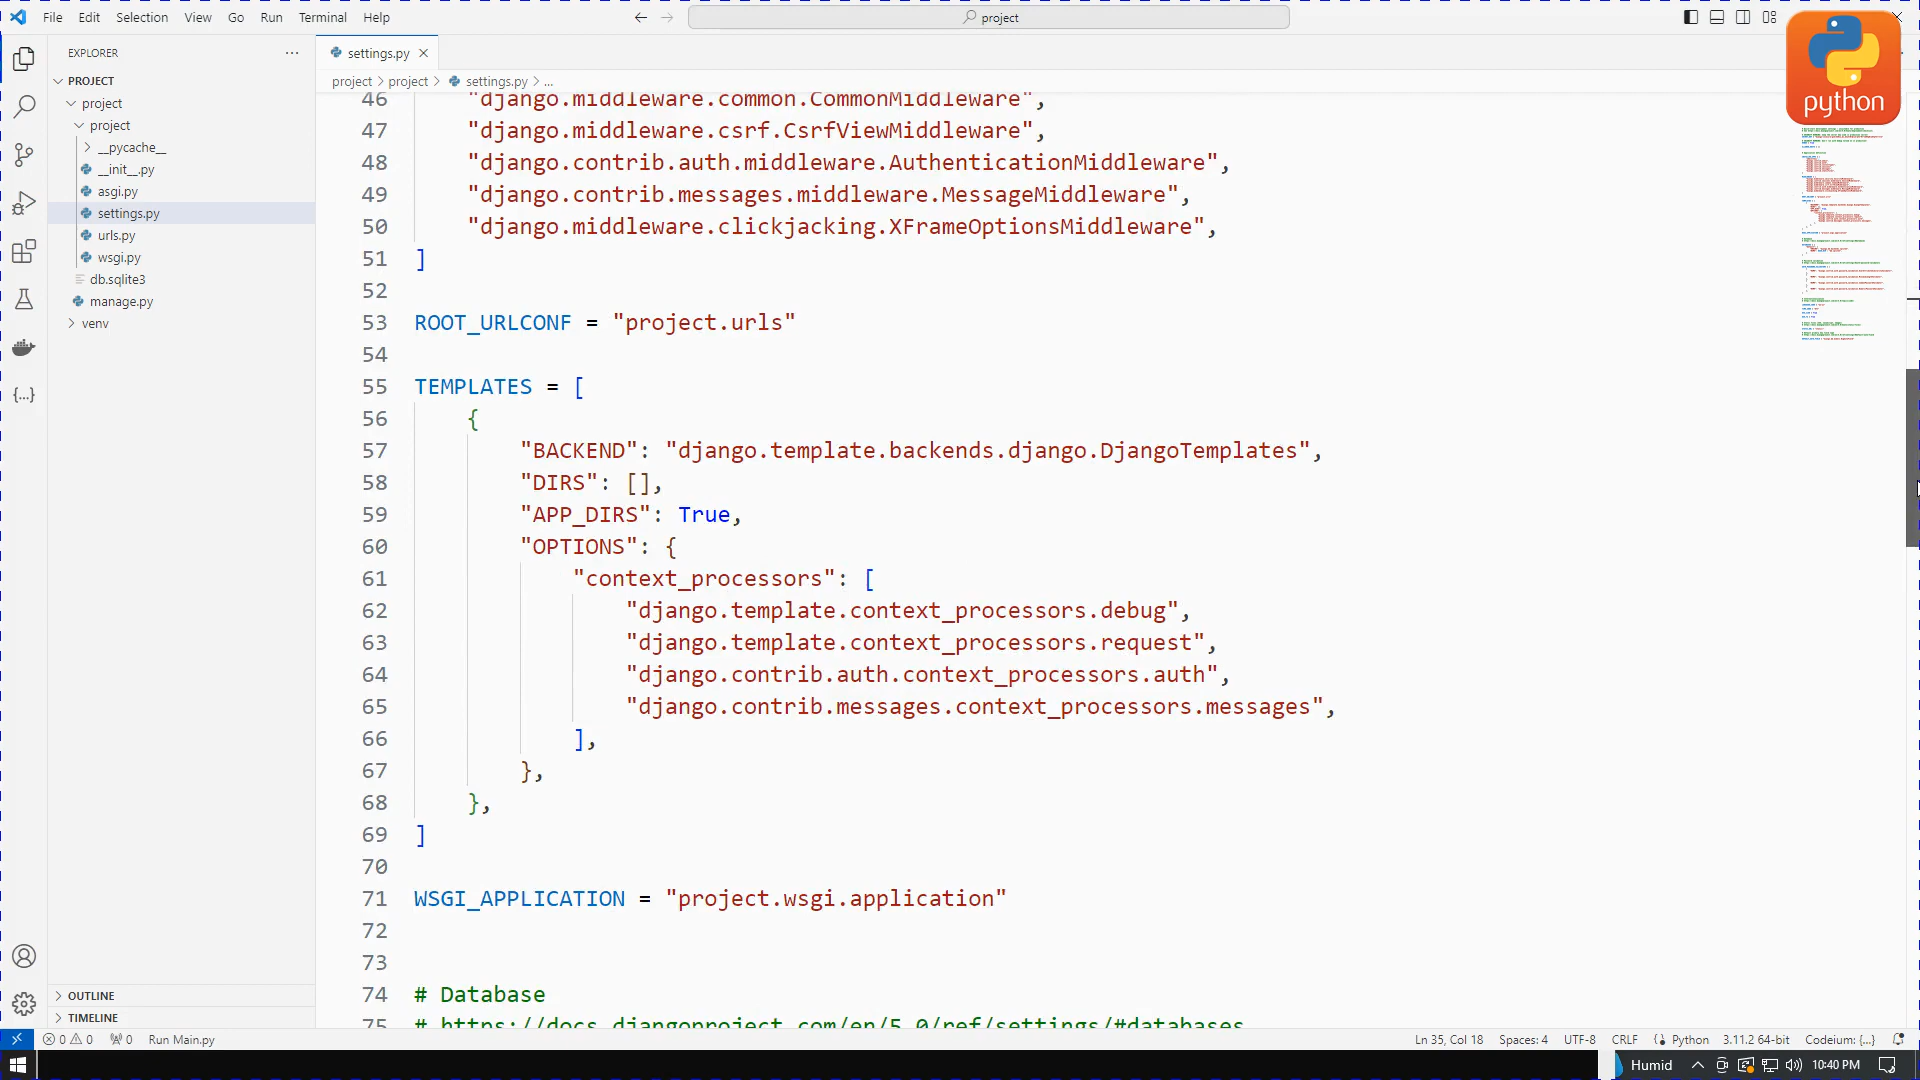 File Edit Selection View Go Run Terminal Help
project
python
EXPLORER
PROJECT
project
project
__pycache__
__init__.py
asgi.py
settings.py
urls.py
wsgi.py
db.sqlite3
manage.py
venv
OUTLINE
TIMELINE
settings.py
project > project > settings.py > ...
46 "django.middleware.common.CommonMiddleware",
47 "django.middleware.csrf.CsrfViewMiddleware",
48 "django.contrib.auth.middleware.AuthenticationMiddleware",
49 "django.contrib.messages.middleware.MessageMiddleware",
50 "django.middleware.clickjacking.XFrameOptionsMiddleware",
51 ]
52
53 ROOT_URLCONF = "project.urls"
54
55 TEMPLATES = [
56 {
57 "BACKEND": "django.template.backends.django.DjangoTemplates",
58 "DIRS": [],
59 "APP_DIRS": True,
60 "OPTIONS": {
61 "context_processors": [
62 "django.template.context_processors.debug",
63 "django.template.context_processors.request",
64 "django.contrib.auth.context_processors.auth",
65 "django.contrib.messages.context_processors.messages",
66 ],
67 },
68 },
69 ]
70
71 WSGI_APPLICATION = "project.wsgi.application"
72
73
74 # Database
75 # https://docs.djangoproject.com/en/5.0/ref/settings/#databases
0 0 0 Run Main.py
Ln 35, Col 18 Spaces: 4 UTF-8 CRLF Python 3.11.2 64-bit Codeium: {...}
Humid 10:40 PM